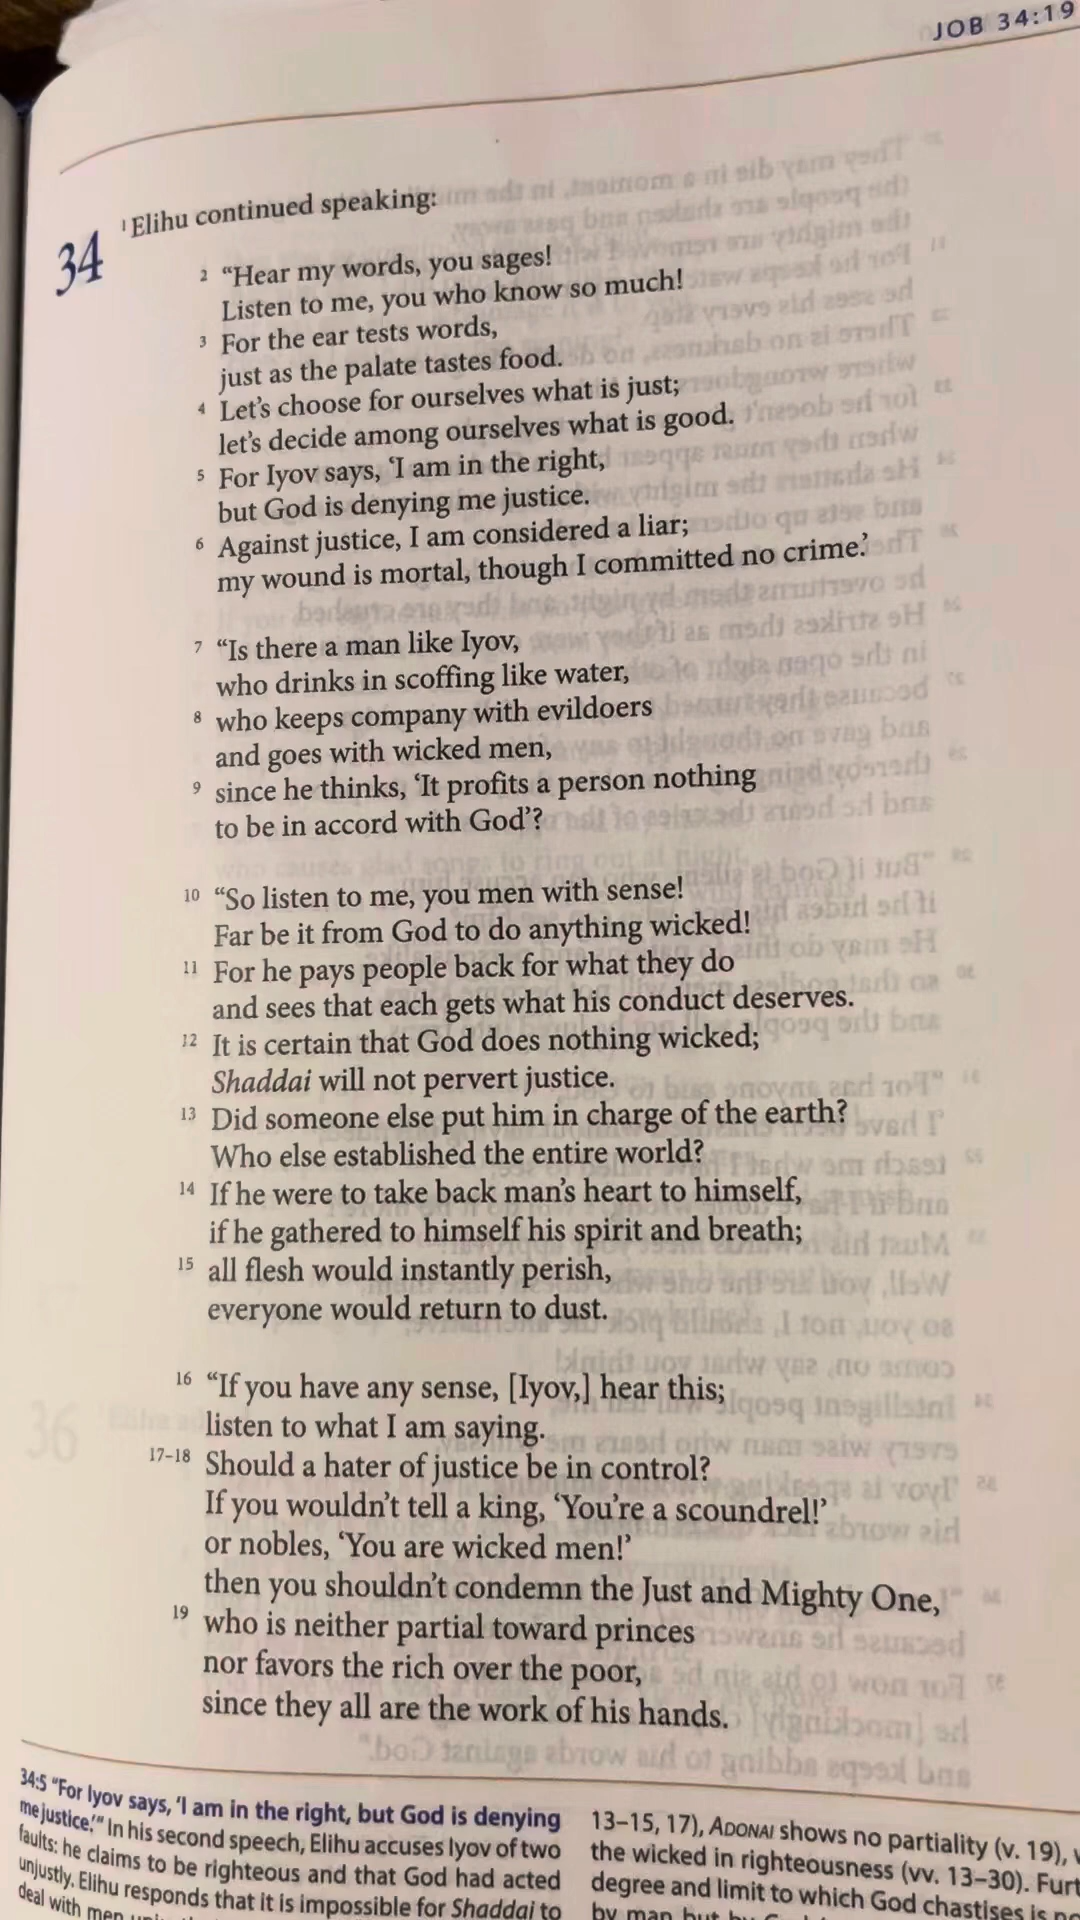 JOB 34:19
34
1 Elihu continued speaking:
2 “Hear my words, you sages!
Listen to me, you who know so much!
3 For the ear tests words,
just as the palate tastes food.
4 Let’s choose for ourselves what is just;
let’s decide among ourselves what is good.
5 For Iyov says, ‘I am in the right,
but God is denying me justice.
6 Against justice, I am considered a liar;
my wound is mortal, though I committed no crime.’
7 “Is there a man like Iyov,
who drinks in scoffing like water,
8 who keeps company with evildoers
and goes with wicked men,
9 since he thinks, ‘It profits a person nothing
to be in accord with God’?
10 “So listen to me, you men with sense!
Far be it from God to do anything wicked!
11 For he pays people back for what they do
and sees that each gets what his conduct deserves.
12 It is certain that God does nothing wicked;
Shaddai will not pervert justice.
13 Did someone else put him in charge of the earth?
Who else established the entire world?
14 If he were to take back man’s heart to himself,
if he gathered to himself his spirit and breath;
15 all flesh would instantly perish,
everyone would return to dust.
16 “If you have any sense, [Iyov,] hear this;
listen to what I am saying.
17–18 Should a hater of justice be in control?
If you wouldn’t tell a king, ‘You’re a scoundrel!’
or nobles, ‘You are wicked men!’
then you shouldn’t condemn the Just and Mighty One,
19 who is neither partial toward princes
nor favors the rich over the poor,
since they all are the work of his hands.
34:5 “For Iyov says, ‘I am in the right, but God is denying
me justice.’” In his second speech, Elihu accuses Iyov of two
faults: he claims to be righteous and that God had acted
unjustly. Elihu responds that it is impossible for Shaddai to
deal with men
13–15, 17), ADONAI shows no partiality (v. 19),
the wicked in righteousness (vv. 13–30). Furt
degree and limit to which God chastises is no
by man but by